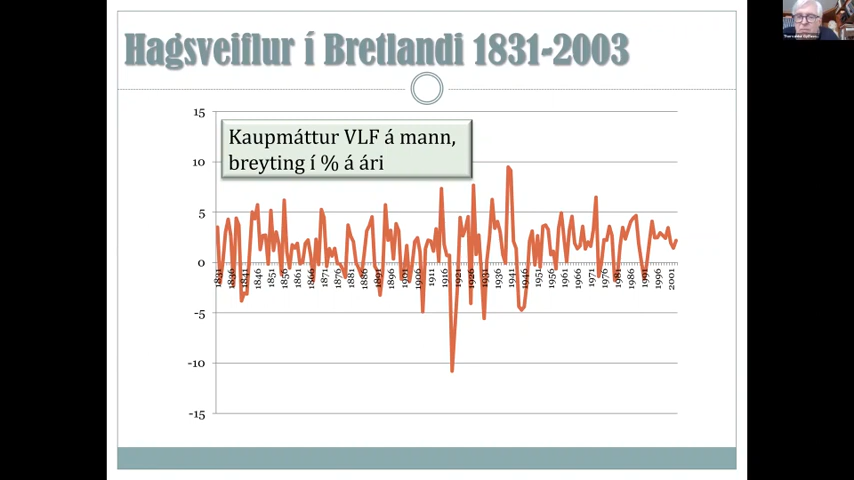 Hagsveiflur í Bretlandi 1831-2003
Kaupmáttur VLF á mann,
breyting í % á ári
15
10
5
0
-5
-10
-15
1831 1836 1841 1846 1851 1856 1861 1866 1871 1876 1881 1886 1891 1896 1901 1906 1911 1916 1921 1926 1931 1936 1941 1946 1951 1956 1961 1966 1971 1976 1981 1986 1991 1996 2001